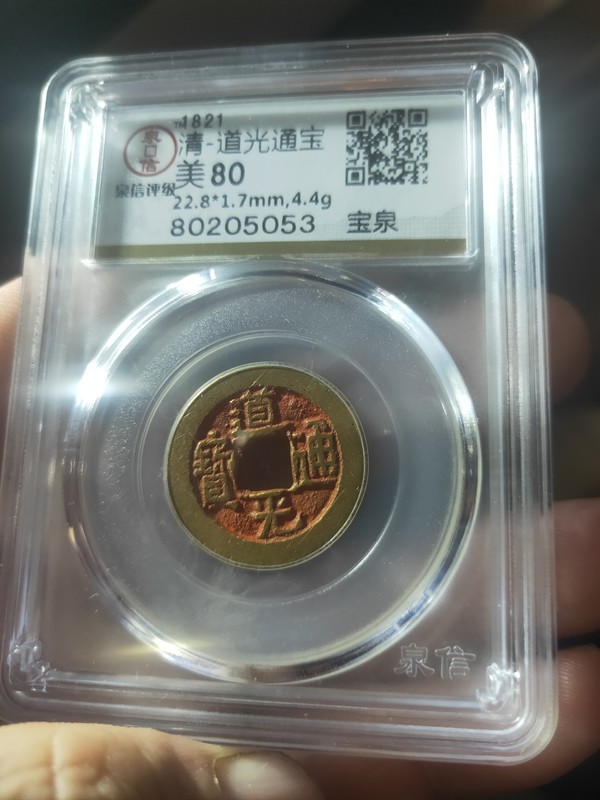 1821
清-道光通宝
美80
22.8*1.7mm,4.4g
80205053 宝泉
泉口信
泉信评级
道光通寶
泉信